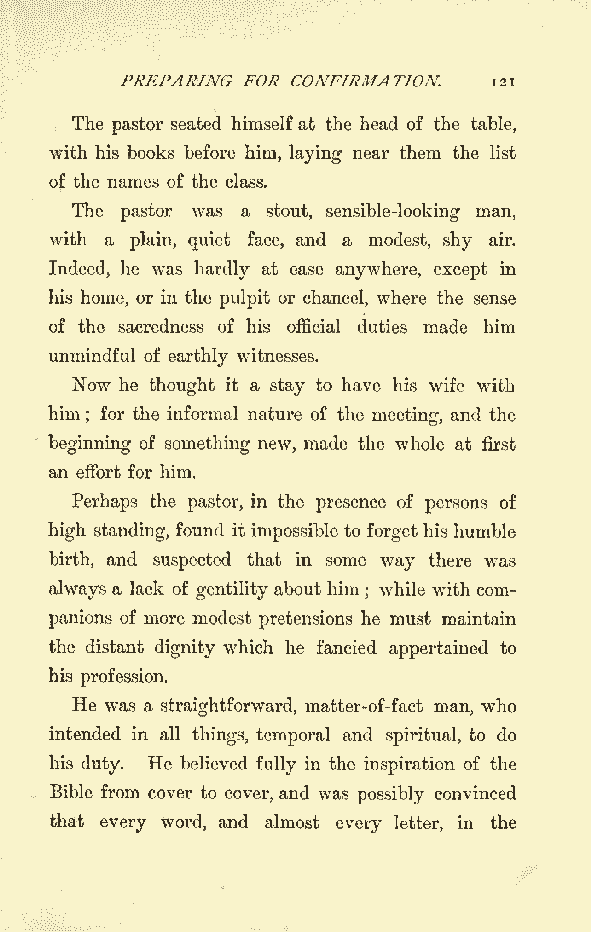 PREPARING FOR CONFIRMATION. 121
The pastor seated himself at the head of the table,
with his books before him, laying near them the list
of the names of the class.
The pastor was a stout, sensible-looking man,
with a plain, quiet face, and a modest, shy air.
Indeed, he was hardly at ease anywhere, except in
his home, or in the pulpit or chancel, where the sense
of the sacredness of his official duties made him
unmindful of earthly witnesses.
Now he thought it a stay to have his wife with
him; for the informal nature of the meeting, and the
beginning of something new, made the whole at first
an effort for him.
Perhaps the pastor, in the presence of persons of
high standing, found it impossible to forget his humble
birth, and suspected that in some way there was
always a lack of gentility about him; while with com-
panions of more modest pretensions he must maintain
the distant dignity which he fancied appertained to
his profession.
He was a straightforward, matter-of-fact man, who
intended in all things, temporal and spiritual, to do
his duty. He believed fully in the inspiration of the
Bible from cover to cover, and was possibly convinced
that every word, and almost every letter, in the